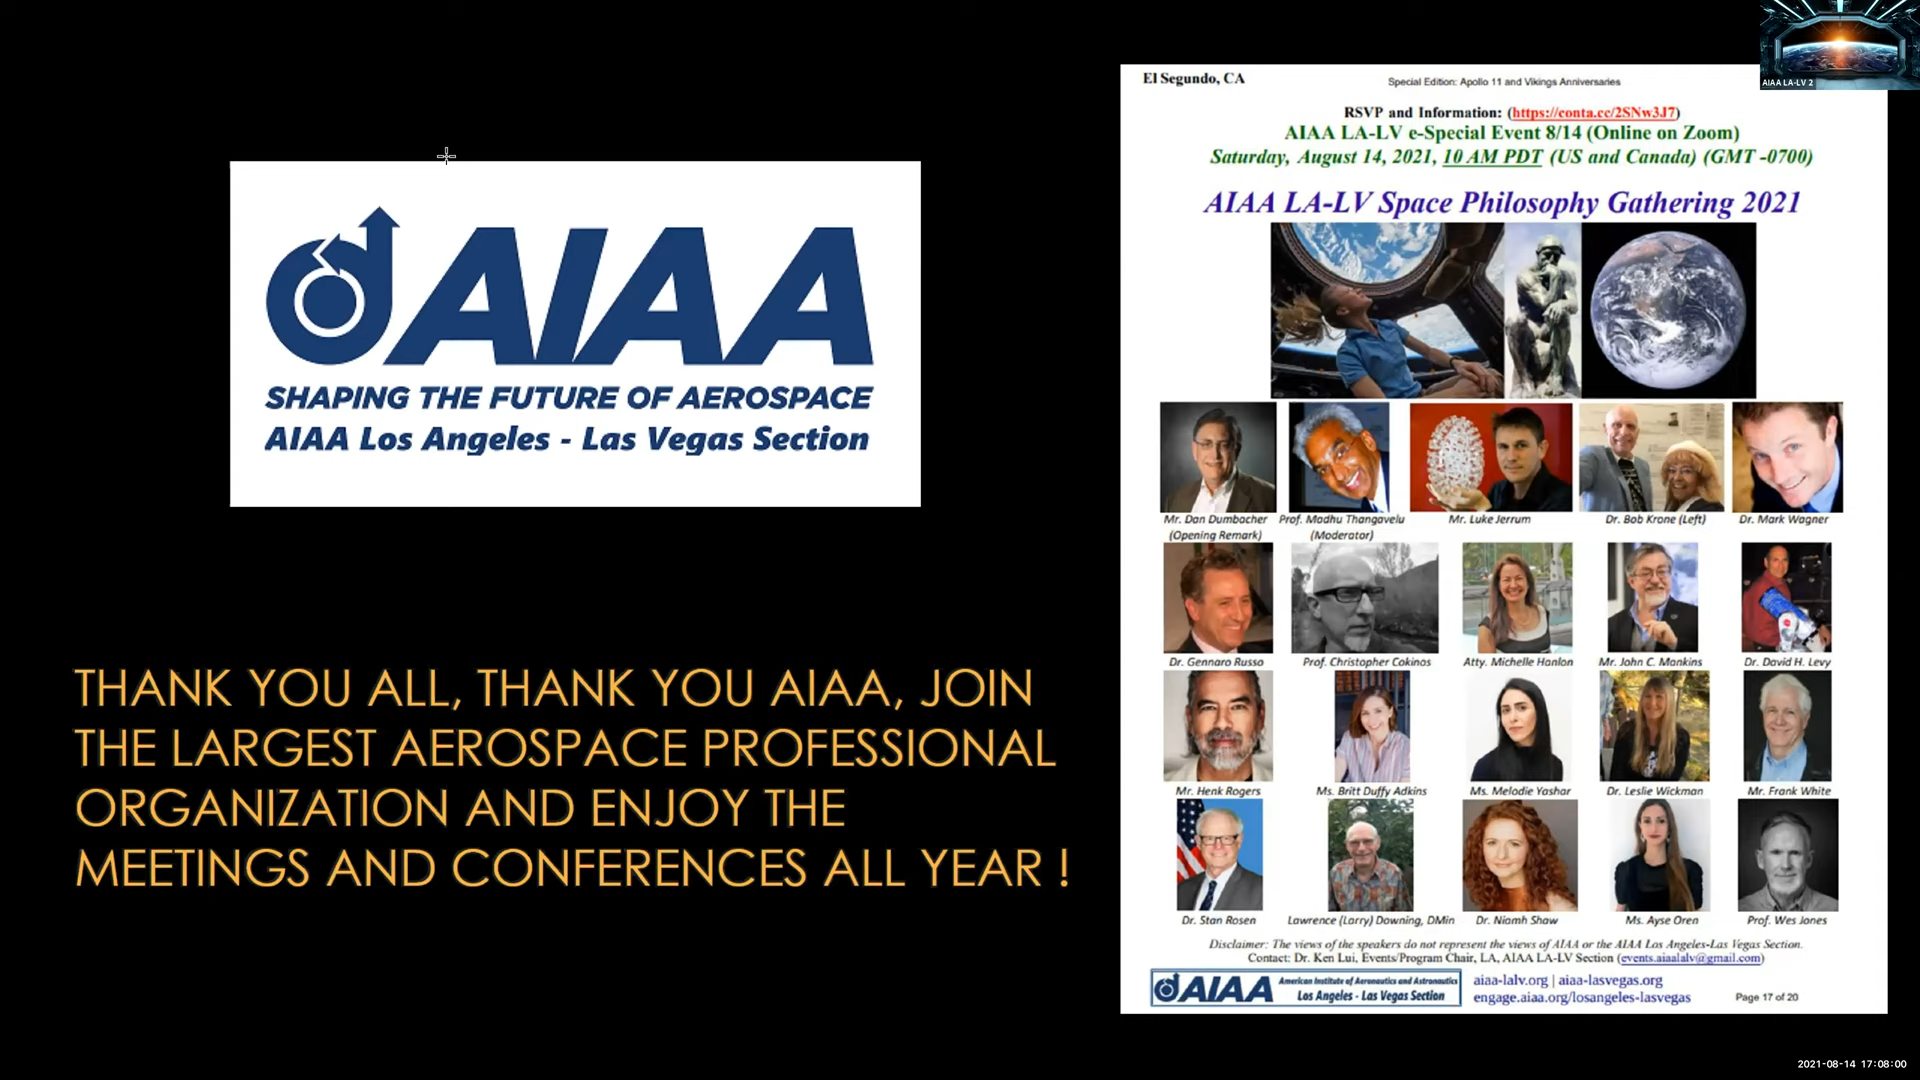 AIAA LA-LV 2
AIAA
SHAPING THE FUTURE OF AEROSPACE
AIAA Los Angeles - Las Vegas Section
THANK YOU ALL, THANK YOU AIAA, JOIN
THE LARGEST AEROSPACE PROFESSIONAL
ORGANIZATION AND ENJOY THE
MEETINGS AND CONFERENCES ALL YEAR !
El Segundo, CA
Special Edition: Apollo 11 and Vikings Anniversaries
RSVP and Information: (https://conta.cc/2SNw3J7)
AIAA LA-LV e-Special Event 8/14 (Online on Zoom)
Saturday, August 14, 2021, 10 AM PDT (US and Canada) (GMT -0700)
AIAA LA-LV Space Philosophy Gathering 2021
Mr. Dan Dumbacher
(Opening Remark)
Prof. Madhu Thangavelu
(Moderator)
Mr. Luke Jerrum
Dr. Bob Krone (Left)
Dr. Mark Wagner
Dr. Gennaro Russo
Prof. Christopher Cokinos
Atty. Michelle Hanlon
Mr. John C. Mankins
Dr. David H. Levy
Mr. Henk Rogers
Ms. Britt Duffy Adkins
Ms. Melodie Yashar
Dr. Leslie Wickman
Mr. Frank White
Dr. Stan Rosen
Lawrence (Larry) Downing, DMin
Dr. Niamh Shaw
Ms. Ayse Oren
Prof. Wes Jones
Disclaimer: The views of the speakers do not represent the views of AIAA or the AIAA Los Angeles-Las Vegas Section.
Contact: Dr. Ken Lui, Events/Program Chair, LA, AIAA LA-LV Section (events.aiaalalv@gmail.com)
AIAA
American Institute of Aeronautics and Astronautics
Los Angeles - Las Vegas Section
aiaa-lalv.org | aiaa-lasvegas.org
engage.aiaa.org/losangeles-lasvegas
Page 17 of 20
2021-08-14 17:08:00